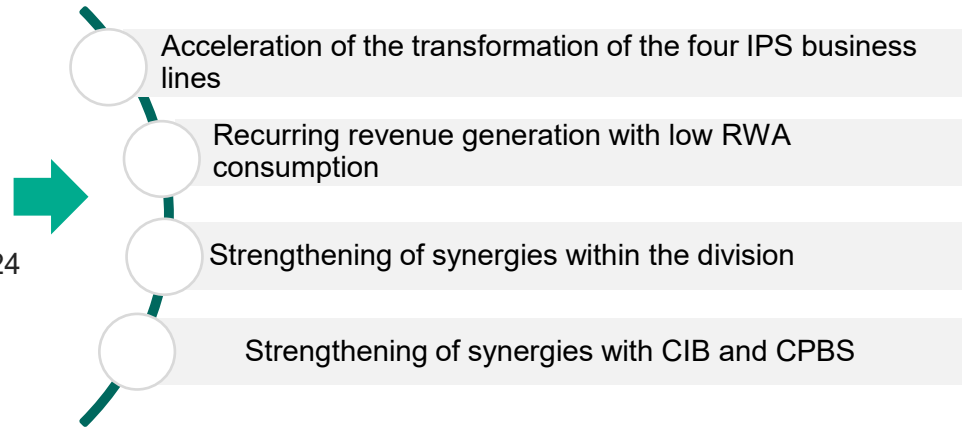 Acceleration of the transformation of the four IPS business
lines
Recurring revenue generation with low RWA
consumption
24
Strengthening of synergies within the division
Strengthening of synergies with CIB and CPBS